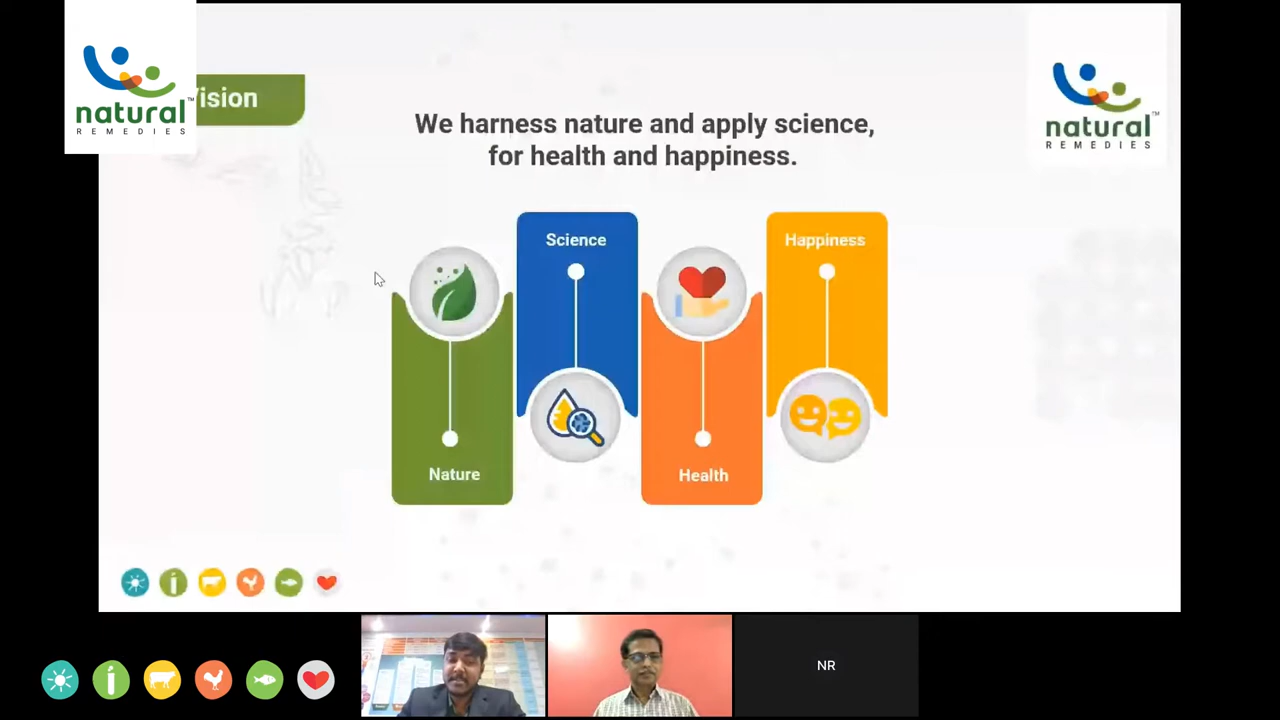 natural
REMEDIES
ision
We harness nature and apply science,
for health and happiness.
natural™
REMEDIES
Science
Happiness
Nature
Health
NR